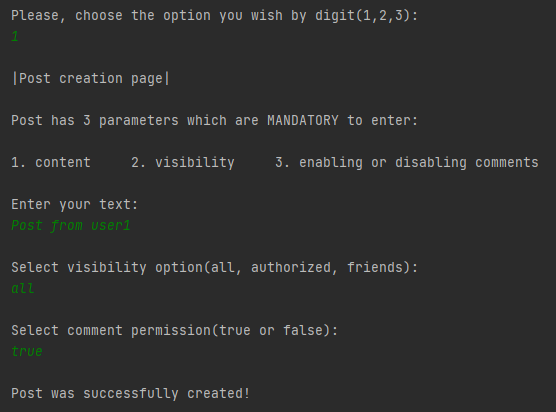 Please, choose the option you wish by digit(1,2,3):
1
|Post creation page|
Post has 3 parameters which are MANDATORY to enter:
1. content     2. visibility     3. enabling or disabling comments
Enter your text:
Post from user1
Select visibility option(all, authorized, friends):
all
Select comment permission(true or false):
true
Post was successfully created!